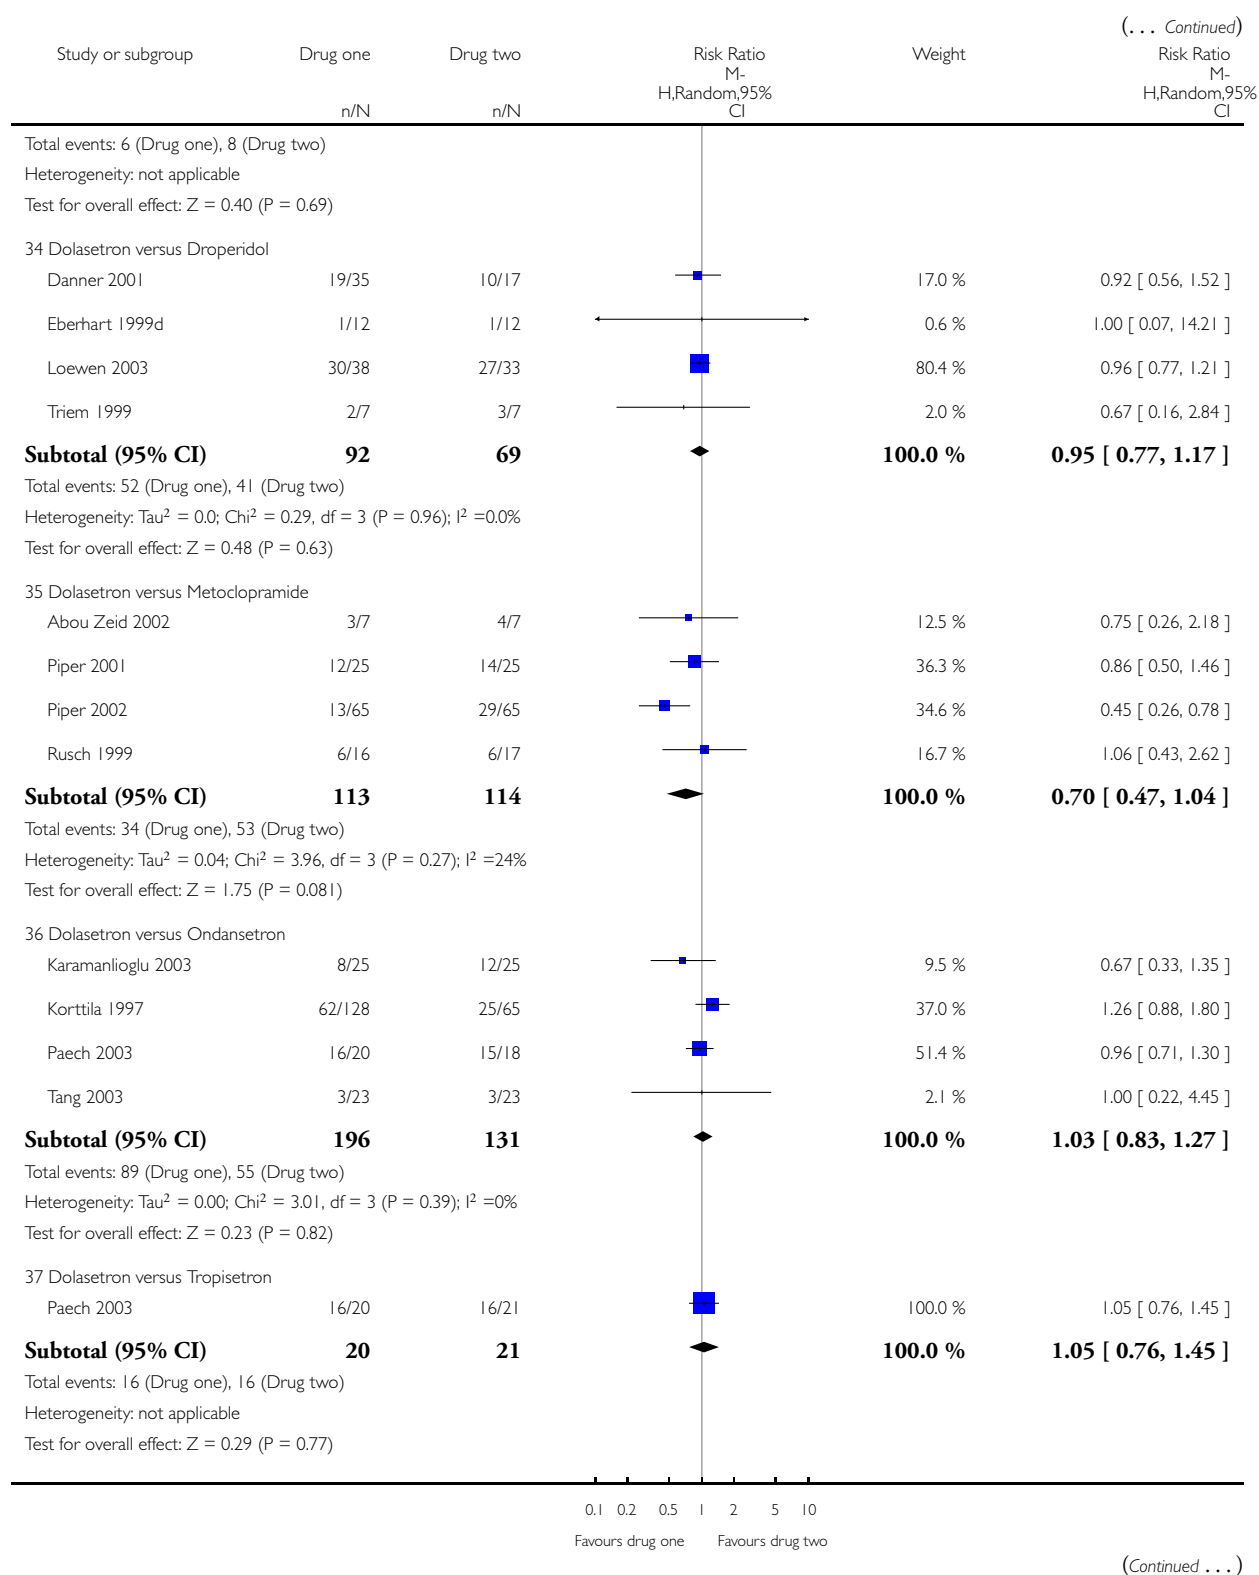 (... Continued)
Study or subgroup Drug one Drug two Risk Ratio Weight Risk Ratio
M- M-
H,Random,95% H,Random,95%
n/N n/N CI CI
Total events: 6 (Drug one), 8 (Drug two)
Heterogeneity: not applicable
Test for overall effect: Z = 0.40 (P = 0.69)
34 Dolasetron versus Droperidol
Danner 2001 19/35 10/17 17.0 % 0.92 [ 0.56, 1.52 ]
Eberhart 1999d 1/12 1/12 0.6 % 1.00 [ 0.07, 14.21 ]
Loewen 2003 30/38 27/33 80.4 % 0.96 [ 0.77, 1.21 ]
Triem 1999 2/7 3/7 2.0 % 0.67 [ 0.16, 2.84 ]
Subtotal (95% CI) 92 69 100.0 % 0.95 [ 0.77, 1.17 ]
Total events: 52 (Drug one), 41 (Drug two)
Heterogeneity: Tau² = 0.0; Chi² = 0.29, df = 3 (P = 0.96); I² =0.0%
Test for overall effect: Z = 0.48 (P = 0.63)
35 Dolasetron versus Metoclopramide
Abou Zeid 2002 3/7 4/7 12.5 % 0.75 [ 0.26, 2.18 ]
Piper 2001 12/25 14/25 36.3 % 0.86 [ 0.50, 1.46 ]
Piper 2002 13/65 29/65 34.6 % 0.45 [ 0.26, 0.78 ]
Rusch 1999 6/16 6/17 16.7 % 1.06 [ 0.43, 2.62 ]
Subtotal (95% CI) 113 114 100.0 % 0.70 [ 0.47, 1.04 ]
Total events: 34 (Drug one), 53 (Drug two)
Heterogeneity: Tau² = 0.04; Chi² = 3.96, df = 3 (P = 0.27); I² =24%
Test for overall effect: Z = 1.75 (P = 0.081)
36 Dolasetron versus Ondansetron
Karamanlioglu 2003 8/25 12/25 9.5 % 0.67 [ 0.33, 1.35 ]
Korttila 1997 62/128 25/65 37.0 % 1.26 [ 0.88, 1.80 ]
Paech 2003 16/20 15/18 51.4 % 0.96 [ 0.71, 1.30 ]
Tang 2003 3/23 3/23 2.1 % 1.00 [ 0.22, 4.45 ]
Subtotal (95% CI) 196 131 100.0 % 1.03 [ 0.83, 1.27 ]
Total events: 89 (Drug one), 55 (Drug two)
Heterogeneity: Tau² = 0.00; Chi² = 3.01, df = 3 (P = 0.39); I² =0%
Test for overall effect: Z = 0.23 (P = 0.82)
37 Dolasetron versus Tropisetron
Paech 2003 16/20 16/21 100.0 % 1.05 [ 0.76, 1.45 ]
Subtotal (95% CI) 20 21 100.0 % 1.05 [ 0.76, 1.45 ]
Total events: 16 (Drug one), 16 (Drug two)
Heterogeneity: not applicable
Test for overall effect: Z = 0.29 (P = 0.77)
0.1 0.2 0.5 1 2 5 10
Favours drug one Favours drug two
(Continued ...)